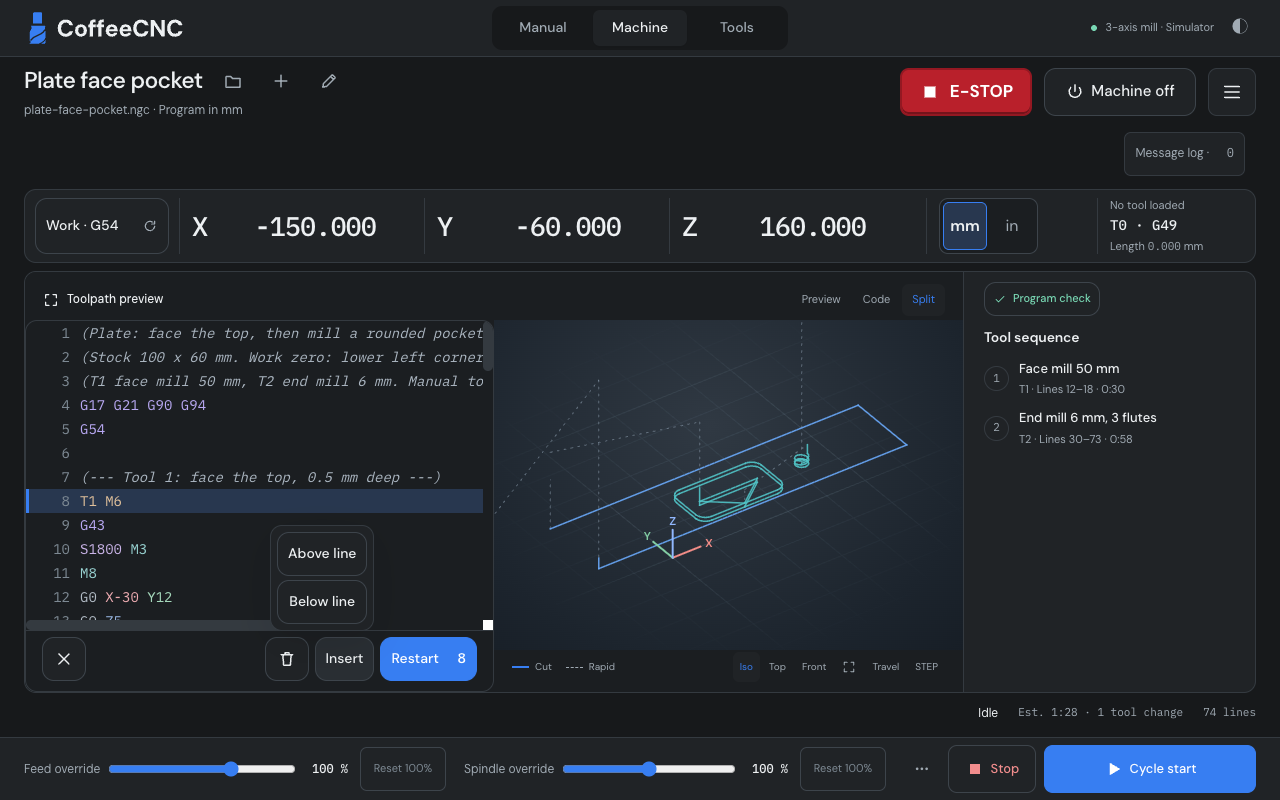 CoffeeCNC
Manual Machine Tools
3-axis mill · Simulator
Plate face pocket
plate-face-pocket.ngc · Program in mm
E-STOP
Machine off
Message log · 0
Work · G54
X -150.000
Y -60.000
Z 160.000
mm in
No tool loaded
T0 · G49
Length 0.000 mm
Toolpath preview
Preview Code Split
1 (Plate: face the top, then mill a rounded pocket
2 (Stock 100 x 60 mm. Work zero: lower left corner
3 (T1 face mill 50 mm, T2 end mill 6 mm. Manual to
4 G17 G21 G90 G94
5 G54
6
7 (--- Tool 1: face the top, 0.5 mm deep ---)
8 T1 M6
9 G43
10 S1800 M3
11 M8
12 G0 X-30 Y12
13 G0 Z5
Above line
Below line
Insert
Restart 8
Z
Y
X
Cut Rapid
Iso Top Front Travel STEP
Program check
Tool sequence
1 Face mill 50 mm
T1 · Lines 12–18 · 0:30
2 End mill 6 mm, 3 flutes
T2 · Lines 30–73 · 0:58
Idle Est. 1:28 · 1 tool change 74 lines
Feed override 100 % Reset 100%
Spindle override 100 % Reset 100%
Stop
Cycle start